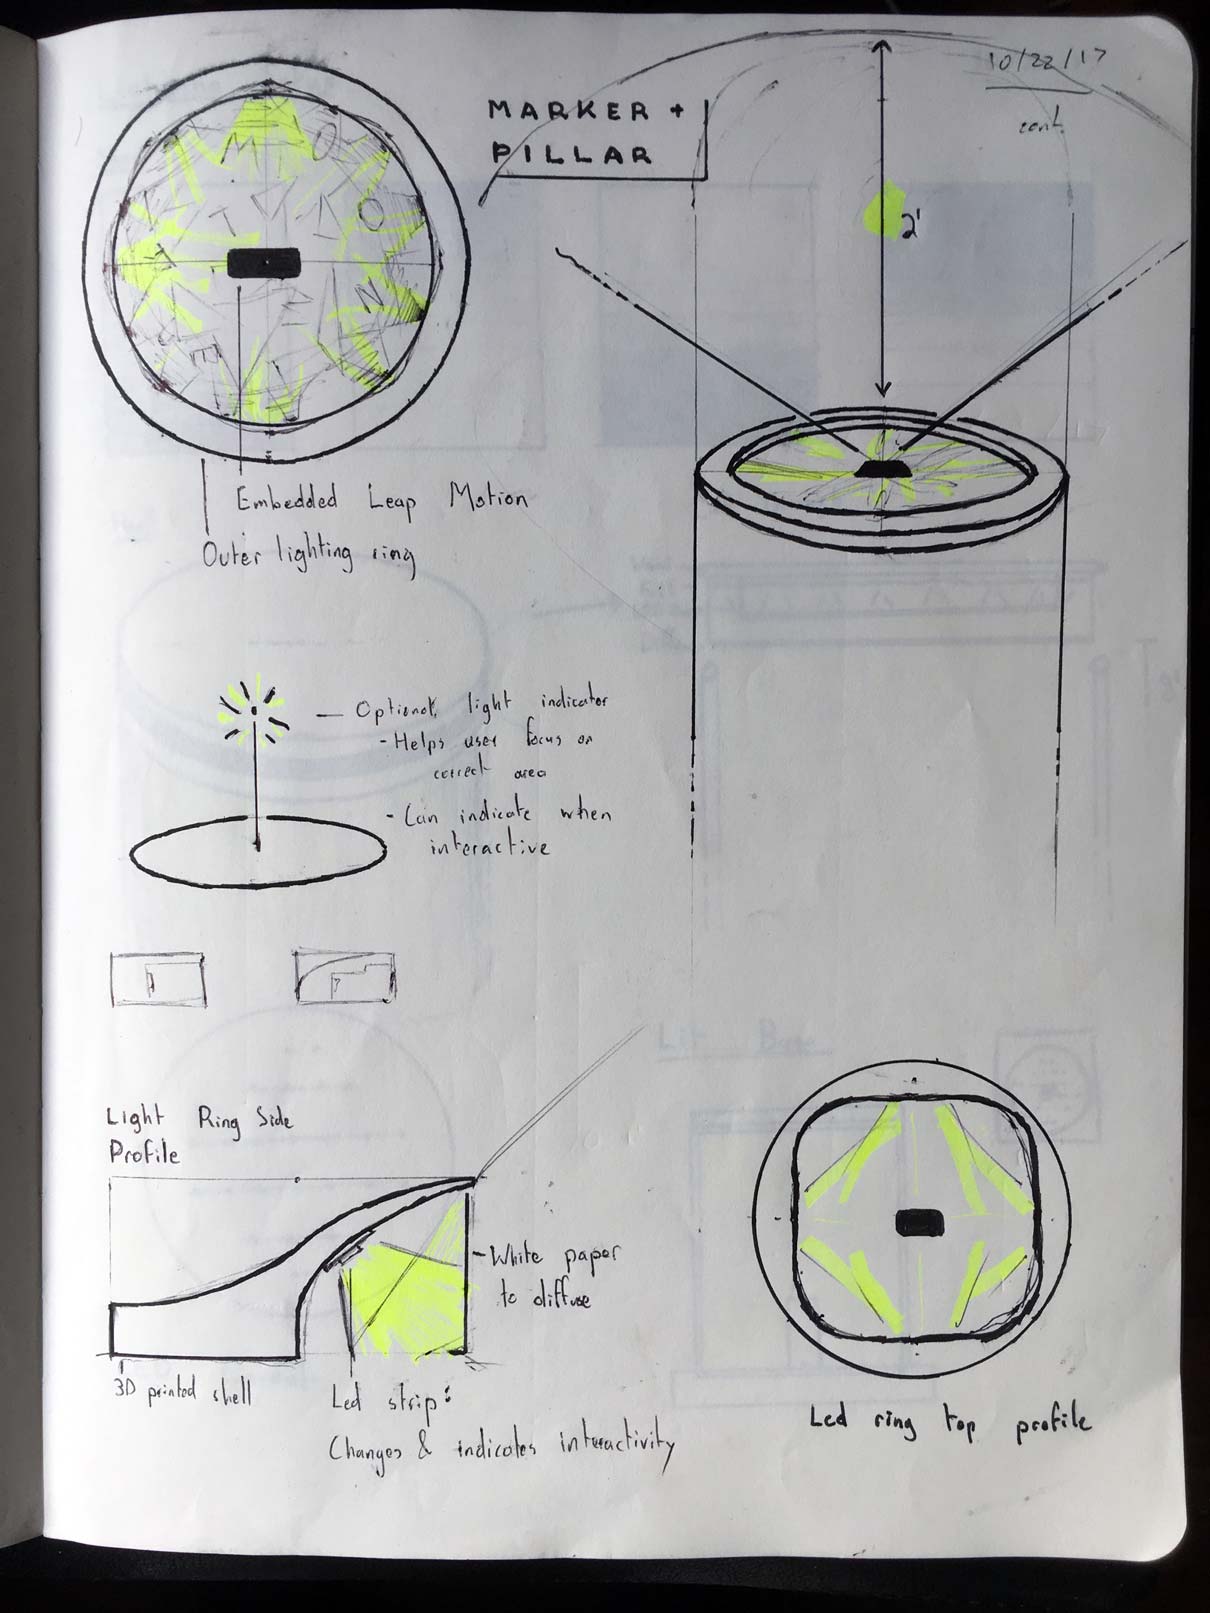 10/22/17
cont.
MARKER +
PILLAR
2'
Embedded Leap Motion
Outer lighting ring
Optional light indicator
- Helps user focus on
correct area
- Can indicate when
interactive
Light Ring Side
Profile
White paper
to diffuse
3D printed shell
Led strip:
Changes & indicates interactivity
Led ring top profile
Lit Base